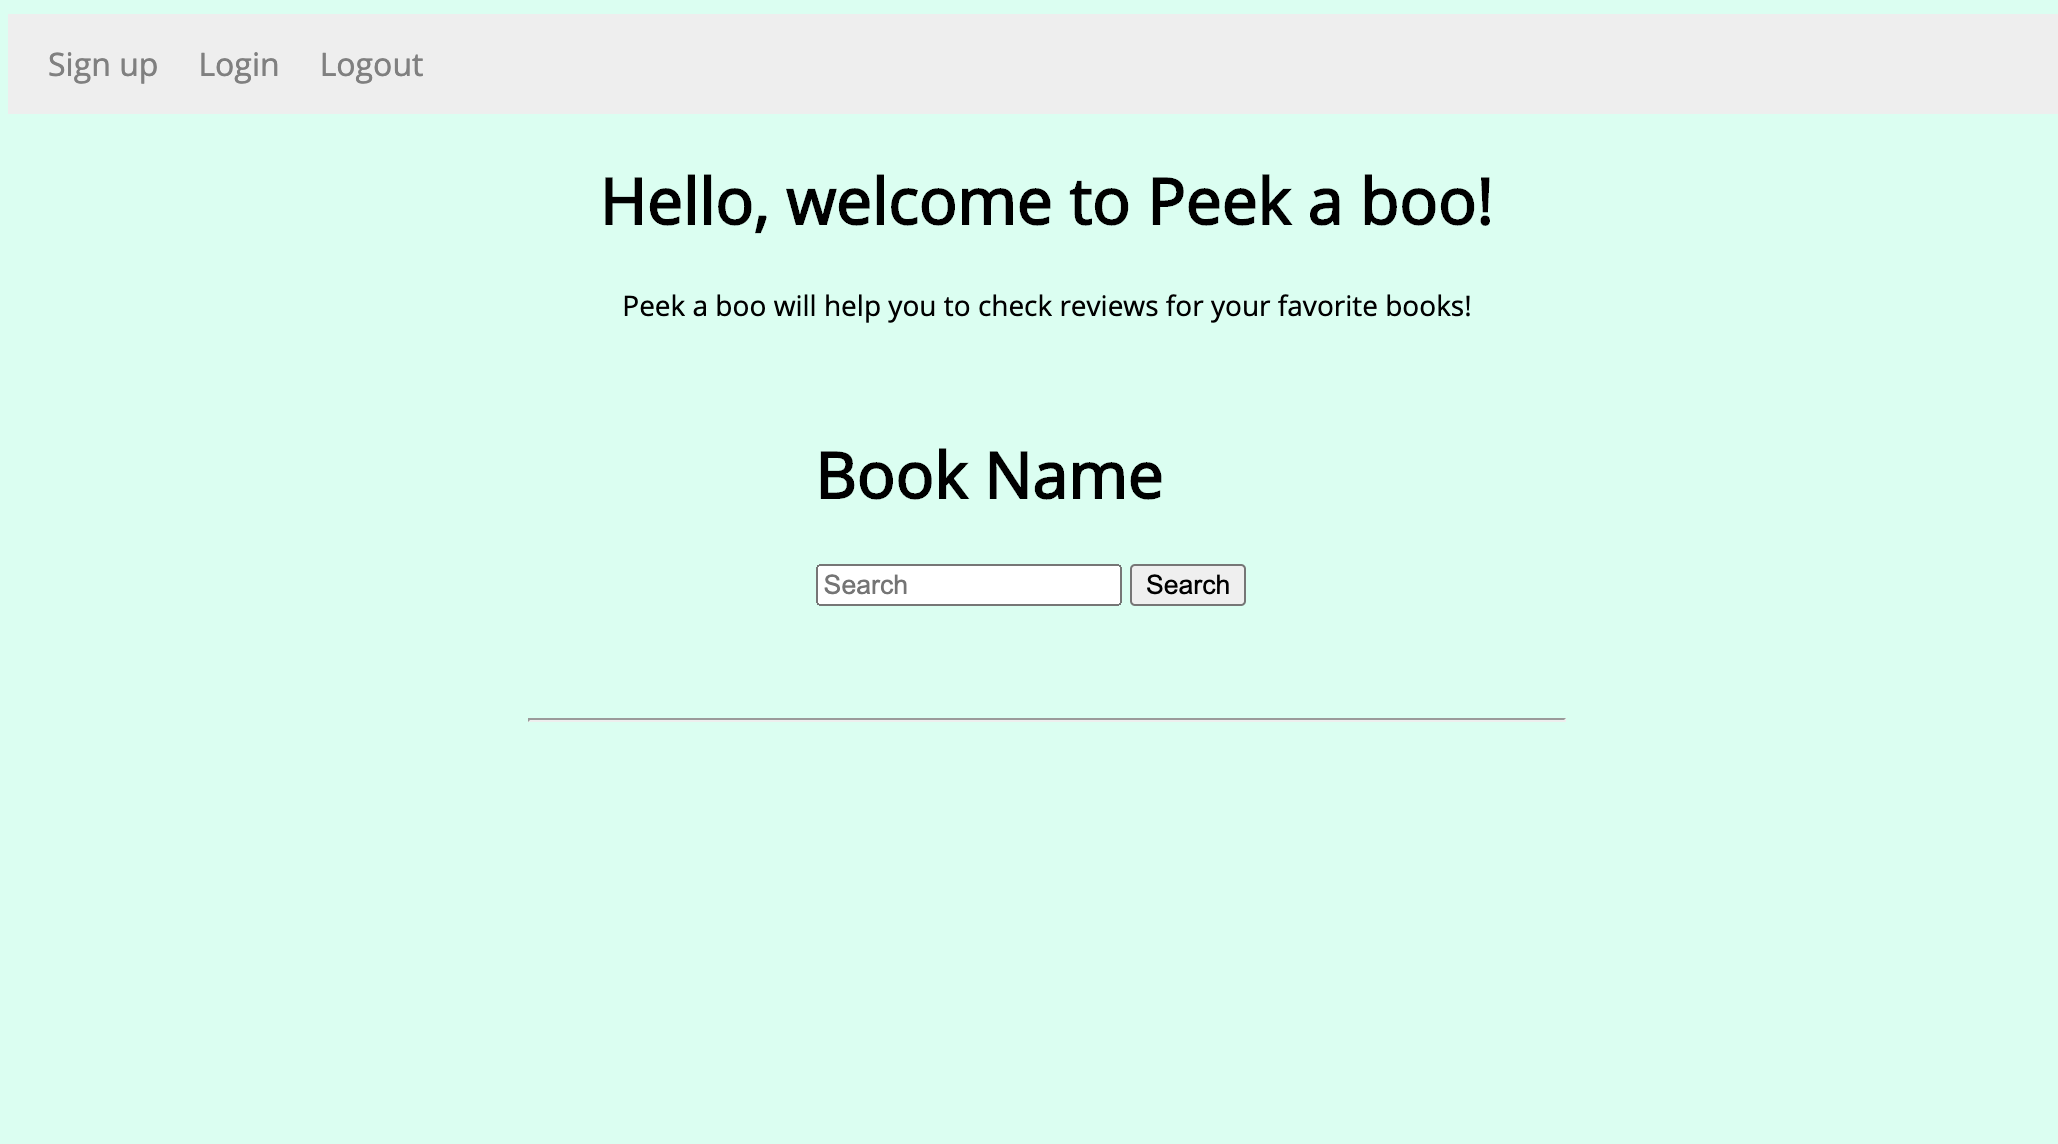 Sign up Login Logout
Hello, welcome to Peek a boo!
Peek a boo will help you to check reviews for your favorite books!
Book Name
Search Search